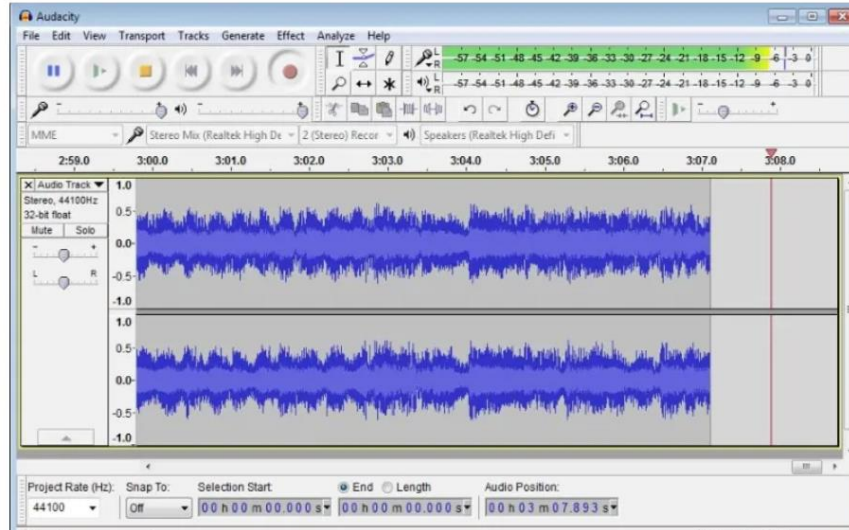 Audacity
File Edit View Transport Tracks Generate Effect Analyze Help
L R -57 -54 -51 -48 -45 -42 -39 -36 -33 -30 -27 -24 -21 -18 -15 -12 -9 -6 -3 0
L R -57 -54 -51 -48 -45 -42 -39 -36 -33 -30 -27 -24 -21 -18 -15 -12 -9 -6 -3 0
MME Stereo Mix (Realtek High De 2 (Stereo) Recor Speakers (Realtek High Defi
2:59.0 3:00.0 3:01.0 3:02.0 3:03.0 3:04.0 3:05.0 3:06.0 3:07.0 3:08.0
X Audio Track 1.0
Stereo, 44100Hz
32-bit float 0.5
Mute Solo
- + 0.0
L R -0.5
-1.0
1.0
0.5
0.0
-0.5
-1.0
Project Rate (Hz): Snap To: Selection Start: End Length Audio Position:
44100 Off 00 h 00 m 00.000 s 00 h 00 m 00.000 s 00 h 03 m 07.893 s